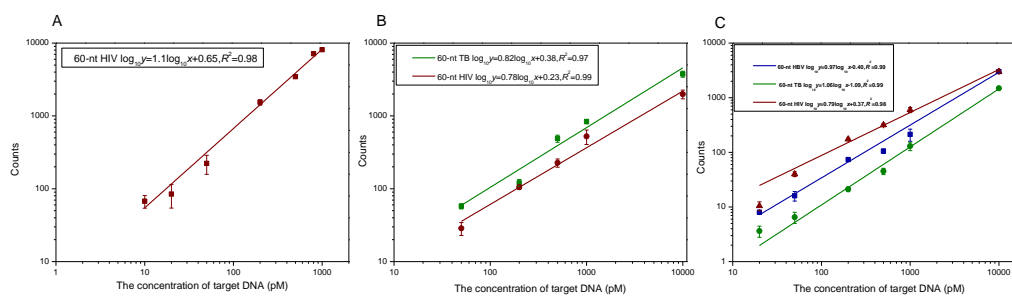 A
60-nt HIV log10y=1.1log10x+0.65,R²=0.98
10000
1000
100
10
1
10
100
1000
Counts
The concentration of target DNA (pM)
B
60-nt TB log10y=0.82log10x+0.38,R²=0.97
60-nt HIV log10y=0.78log10x+0.23,R²=0.99
10000
1000
100
10
10
100
1000
10000
Counts
The concentration of target DNA (pM)
C
60-nt HBV log10y=0.97log10x-0.40,R²=0.99
60-nt TB log10y=1.06log10x-1.09,R²=0.99
60-nt HIV log10y=0.79log10x+0.37,R²=0.98
10000
1000
100
10
1
10
100
1000
10000
Counts
The concentration of target DNA (pM)